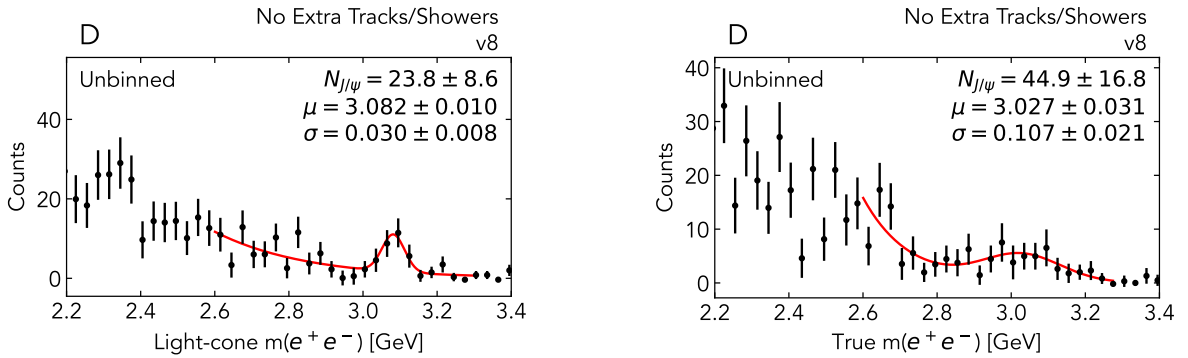 D
No Extra Tracks/Showers
v8
Unbinned
N_{J/ψ} = 23.8 ± 8.6
μ = 3.082 ± 0.010
σ = 0.030 ± 0.008
Counts
40
20
0
2.2 2.4 2.6 2.8 3.0 3.2 3.4
Light-cone m(e⁺e⁻) [GeV]
D
No Extra Tracks/Showers
v8
Unbinned
N_{J/ψ} = 44.9 ± 16.8
μ = 3.027 ± 0.031
σ = 0.107 ± 0.021
Counts
40
30
20
10
0
2.2 2.4 2.6 2.8 3.0 3.2 3.4
True m(e⁺e⁻) [GeV]